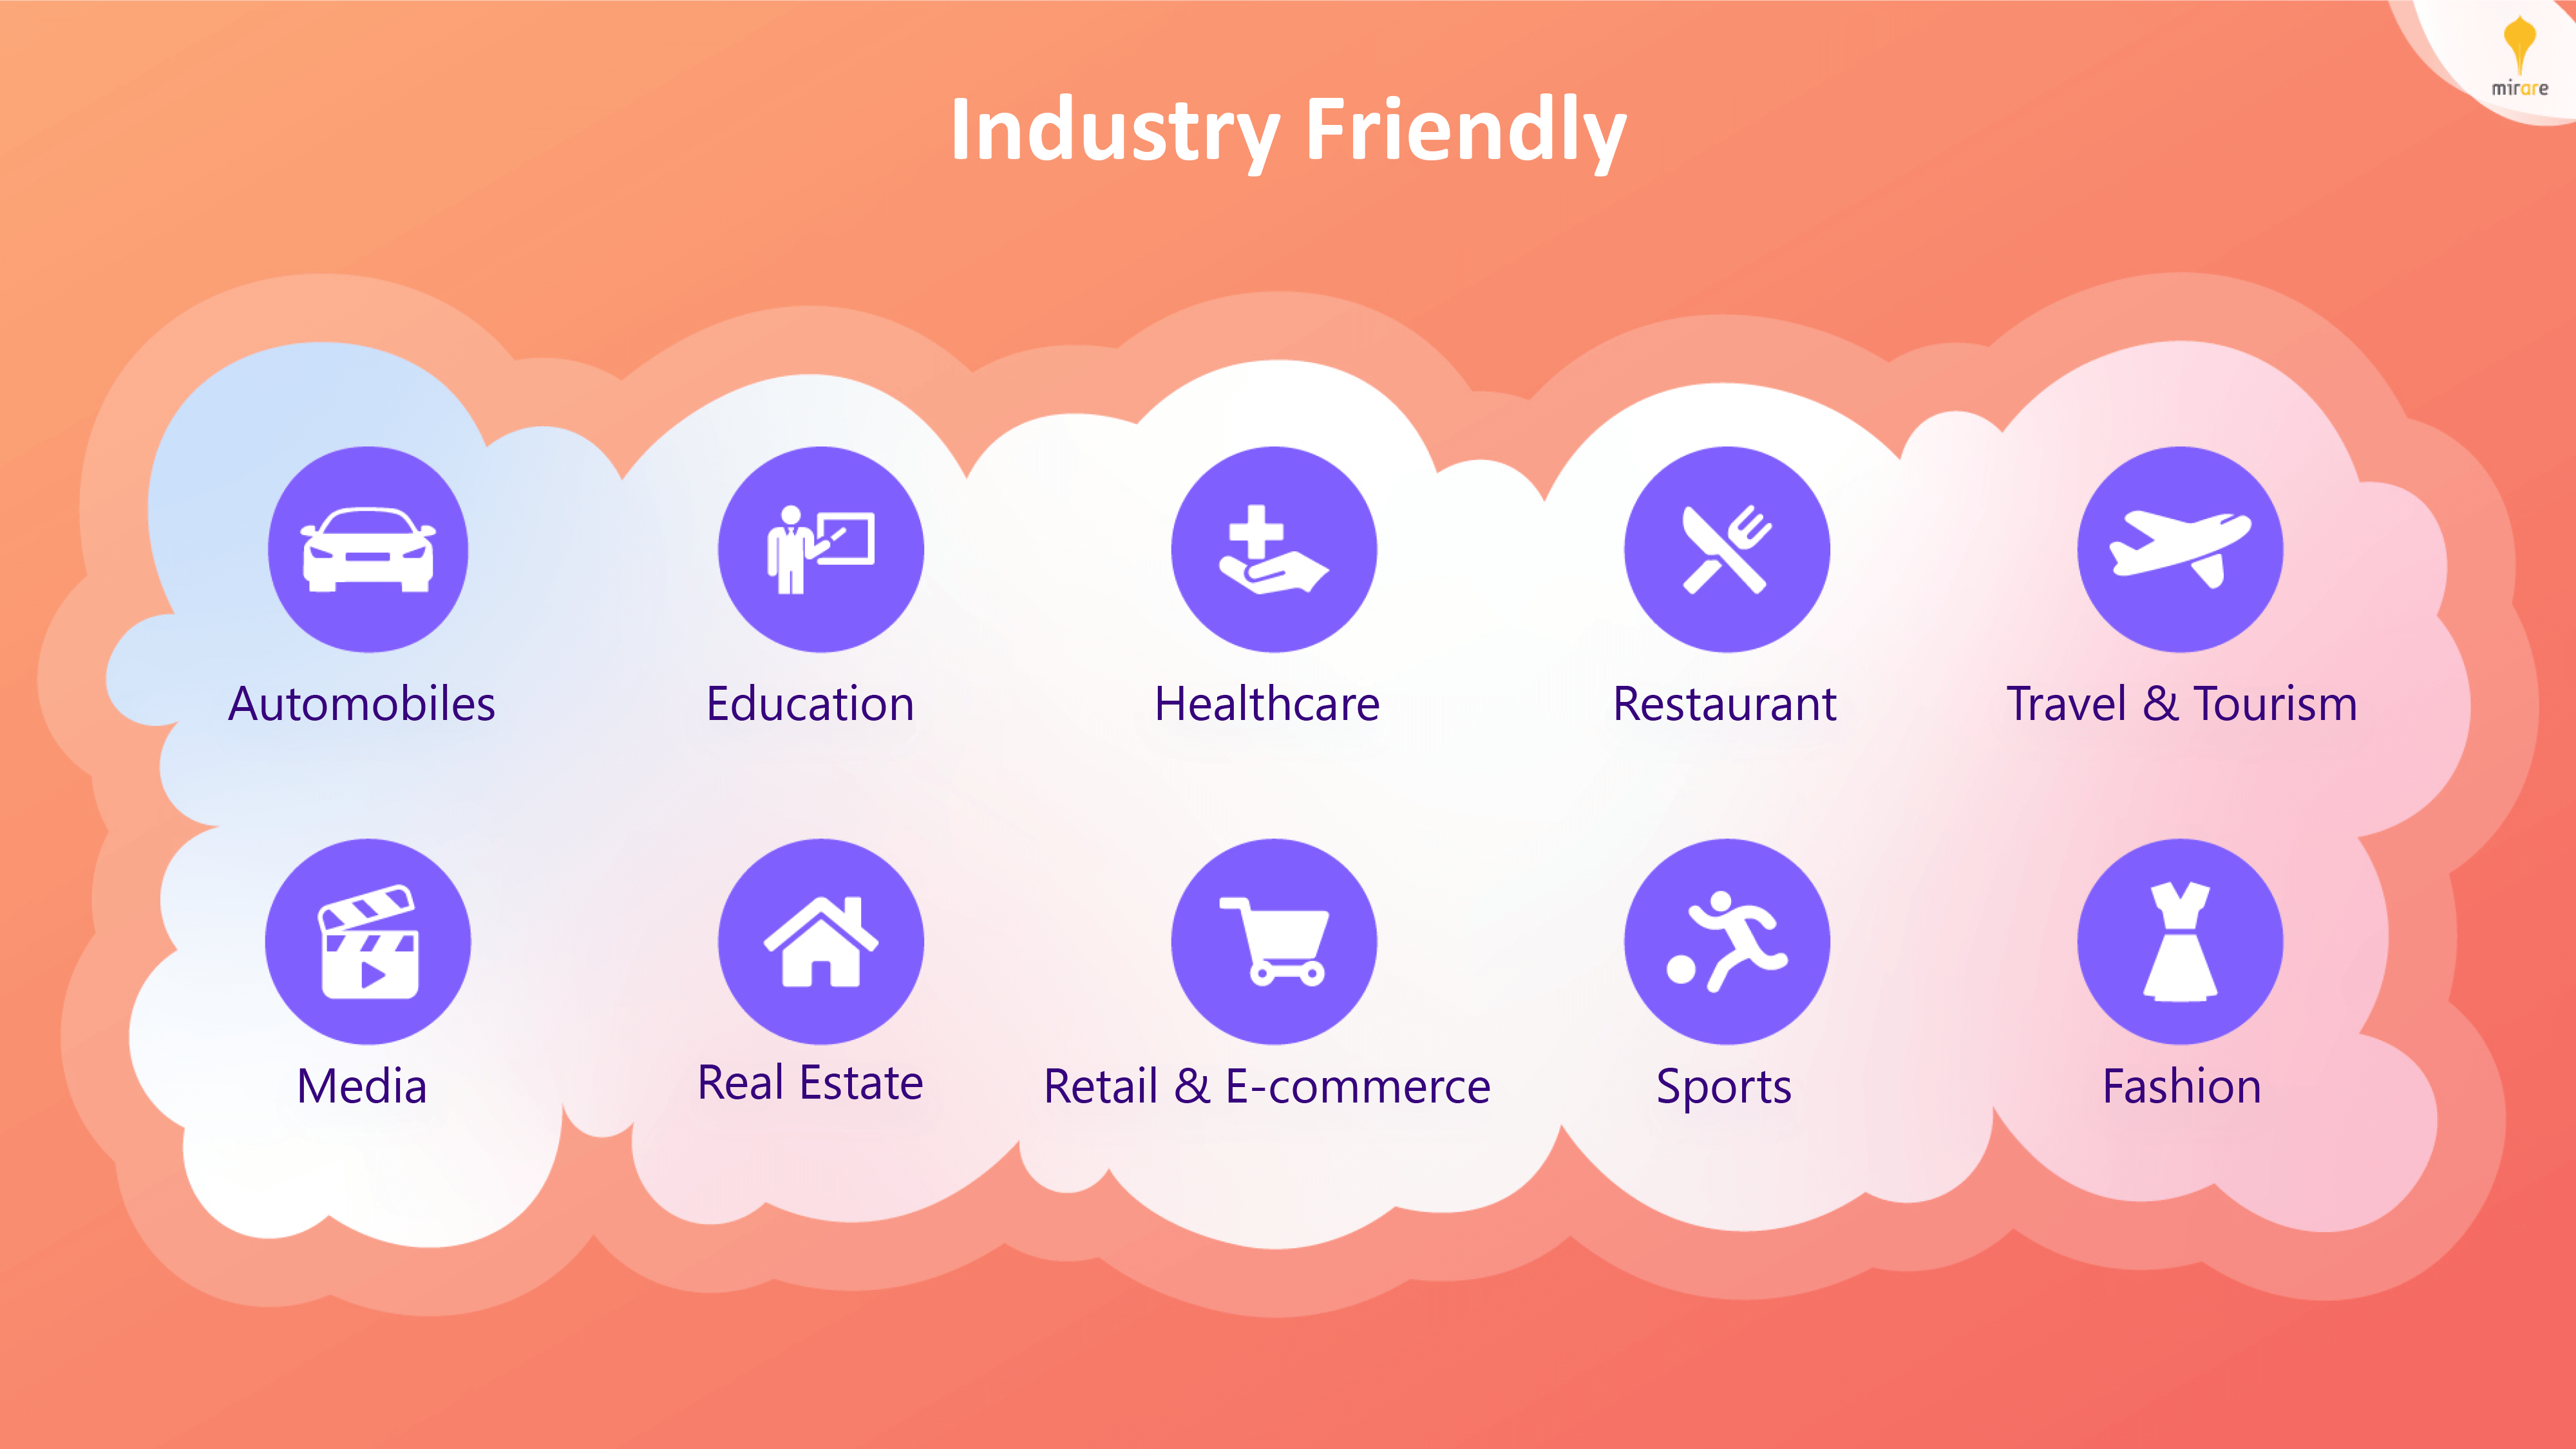 mirare
Industry Friendly
Automobiles
Education
Healthcare
Restaurant
Travel & Tourism
Media
Real Estate
Retail & E-commerce
Sports
Fashion